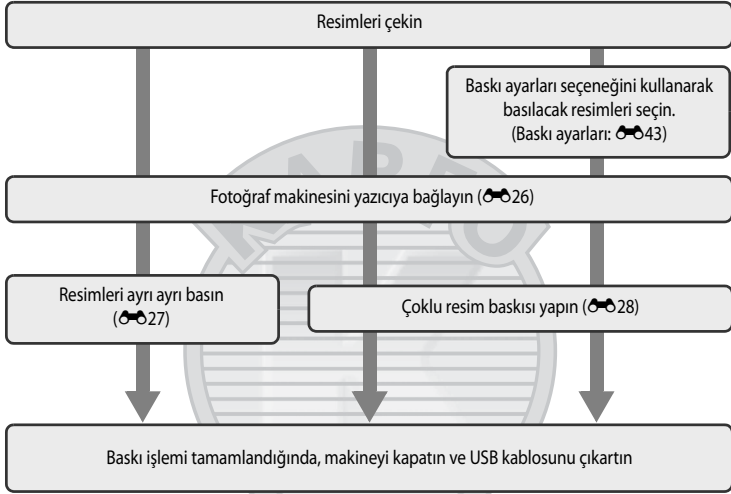 Resimleri çekin
Baskı ayarları seçeneğini kullanarak
basılacak resimleri seçin.
(Baskı ayarları: 43)
Fotoğraf makinesini yazıcıya bağlayın (26)
Resimleri ayrı ayrı basın
(27)
Çoklu resim baskısı yapın (28)
Baskı işlemi tamamlandığında, makineyi kapatın ve USB kablosunu çıkartın